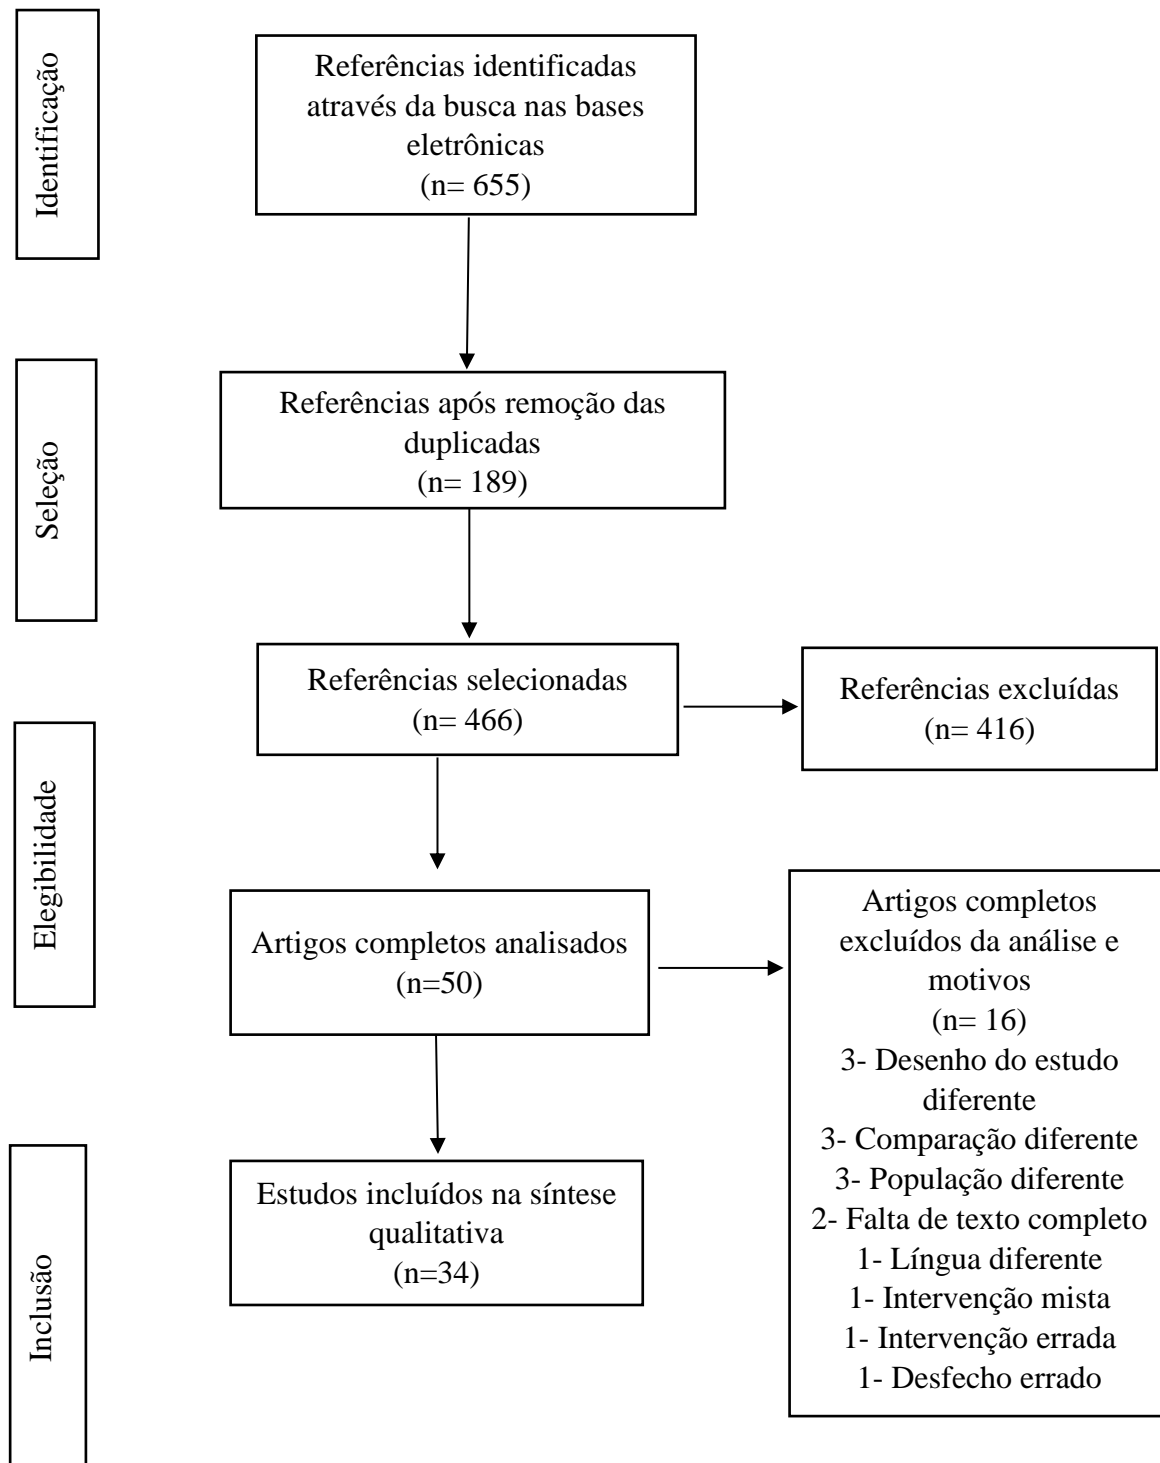 Identificação
Referências identificadas
através da busca nas bases
eletrônicas
(n= 655)
Seleção
Referências após remoção das
duplicadas
(n= 189)
Referências selecionadas
(n= 466)
Referências excluídas
(n= 416)
Elegibilidade
Artigos completos analisados
(n=50)
Artigos completos
excluídos da análise e
motivos
(n= 16)
3- Desenho do estudo
diferente
3- Comparação diferente
3- População diferente
2- Falta de texto completo
1- Língua diferente
1- Intervenção mista
1- Intervenção errada
1- Desfecho errado
Inclusão
Estudos incluídos na síntese
qualitativa
(n=34)